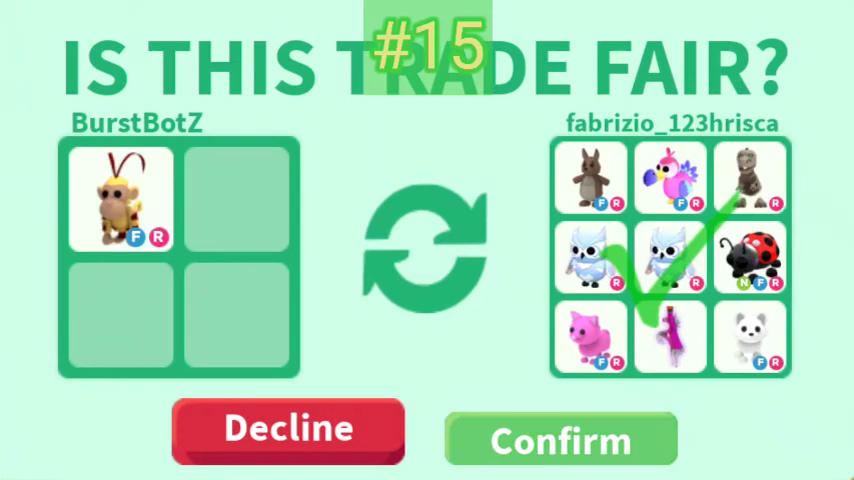 #15
IS THIS TRADE FAIR?
BurstBotZ
fabrizio_123hrisca
F R
F R
F R
R
R
R
N F R
F R
F R
Decline
Confirm